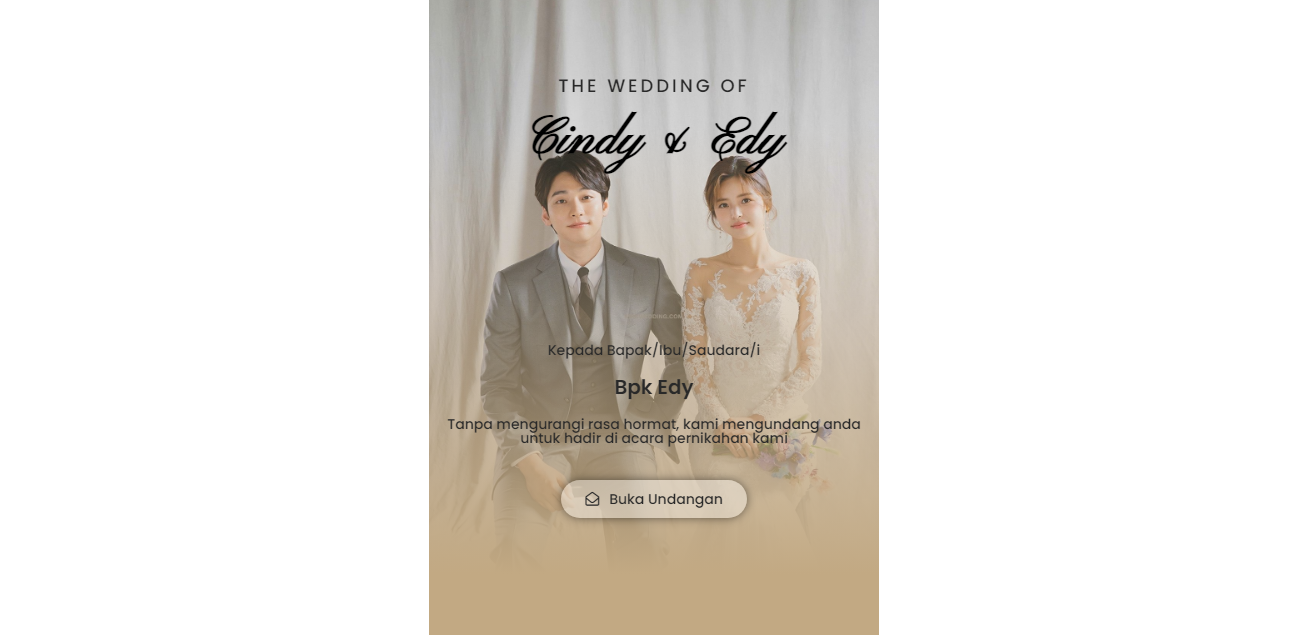 THE WEDDING OF
Cindy & Edy
Kepada Bapak/Ibu/Saudara/i
Bpk Edy
Tanpa mengurangi rasa hormat, kami mengundang anda
untuk hadir di acara pernikahan kami
Buka Undangan